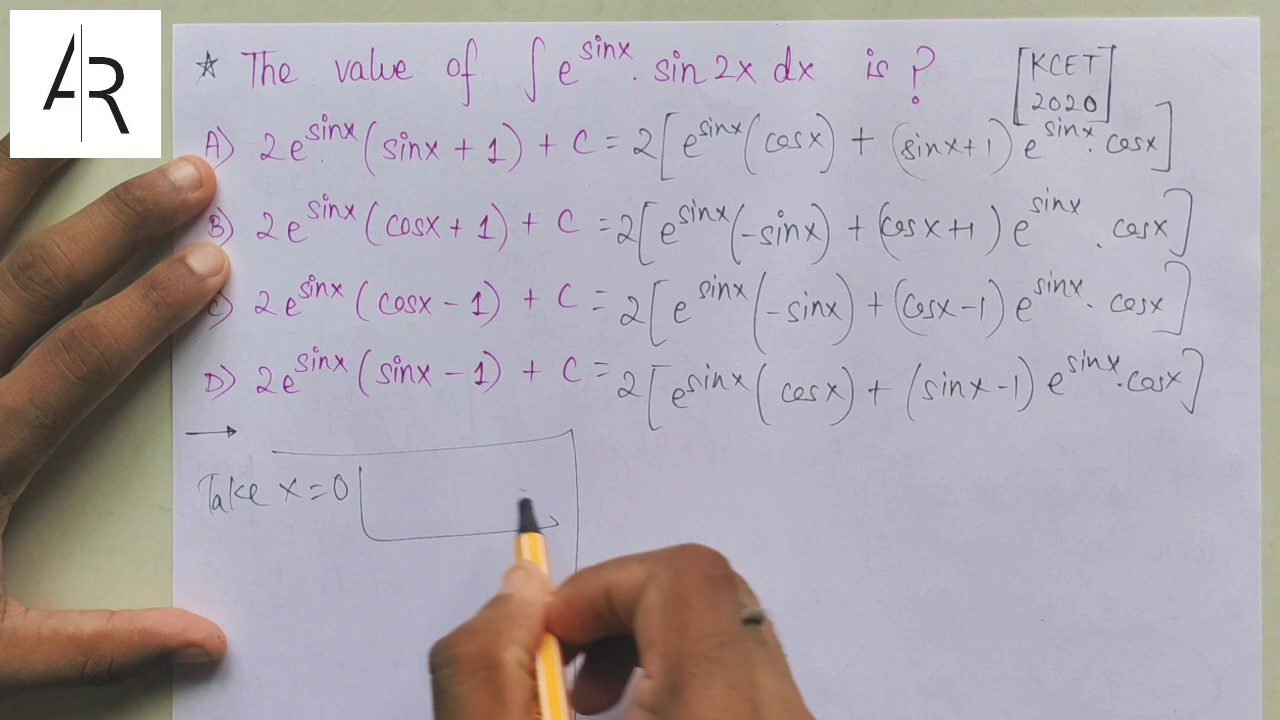 AR
☆ The value of ∫ e^sinx . sin 2x dx is ? [KCET 2020]
A) 2e^sinx (sinx + 1) + C = 2[e^sinx (cosx) + (sinx+1) e^sinx . cosx]
B) 2e^sinx (cosx + 1) + C = 2[e^sinx (-sinx) + (cosx+1) e^sinx . cosx]
C) 2e^sinx (cosx - 1) + C = 2[e^sinx (-sinx) + (cosx-1) e^sinx . cosx]
D) 2e^sinx (sinx - 1) + C = 2[e^sinx (cosx) + (sinx-1) e^sinx . cosx]
→
Take x = 0